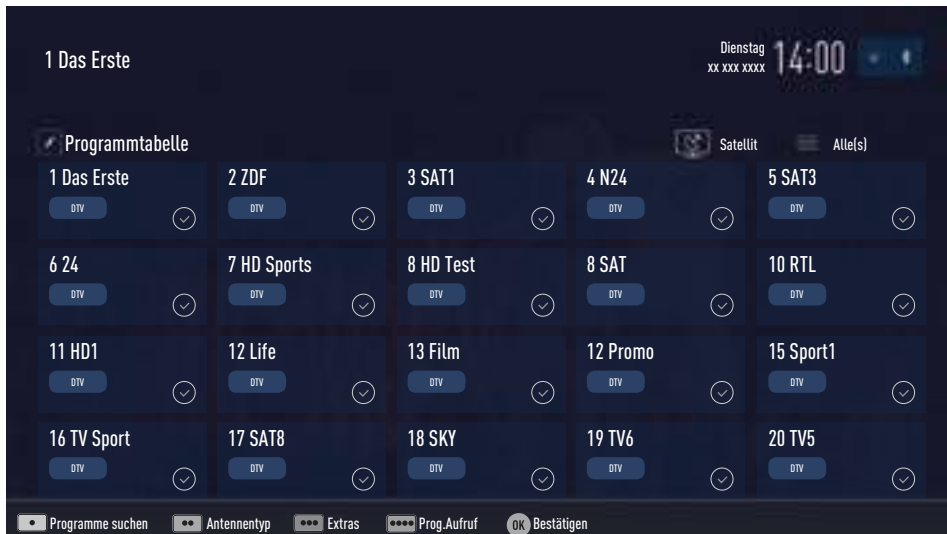 1 Das Erste
Dienstag
xx xxx xxxx
14:00
Programmtabelle
Satellit
Alle(s)
1 Das Erste
DTV
2 ZDF
DTV
3 SAT1
DTV
4 N24
DTV
5 SAT3
DTV
6 24
DTV
7 HD Sports
DTV
8 HD Test
DTV
8 SAT
DTV
10 RTL
DTV
11 HD1
DTV
12 Life
DTV
13 Film
DTV
12 Promo
DTV
15 Sport1
DTV
16 TV Sport
DTV
17 SAT8
DTV
18 SKY
DTV
19 TV6
DTV
20 TV5
DTV
Programme suchen
Antennentyp
Extras
Prog.Aufruf
OK Bestätigen